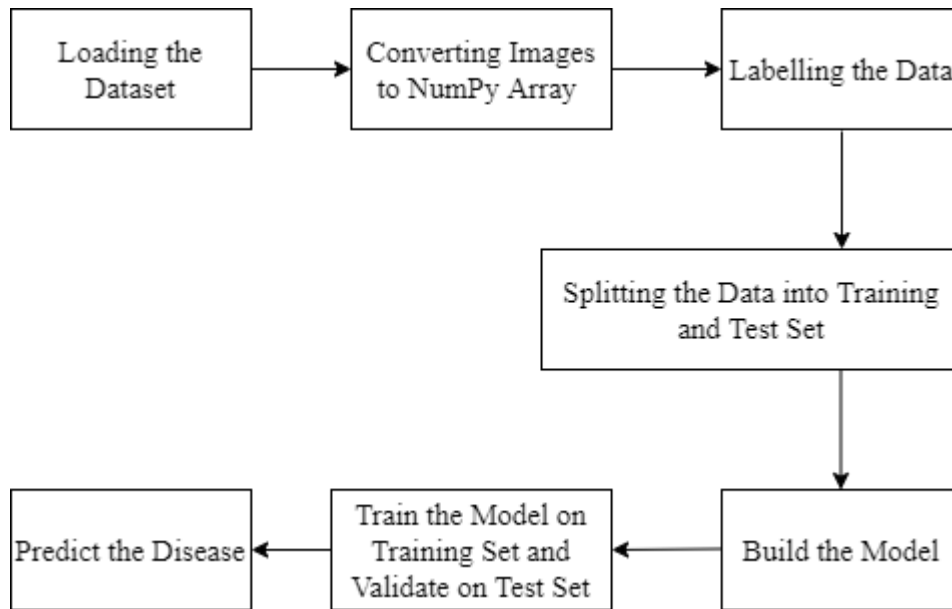 Loading the
Dataset
Converting Images
to NumPy Array
Labelling the Data
Splitting the Data into Training
and Test Set
Build the Model
Train the Model on
Training Set and
Validate on Test Set
Predict the Disease